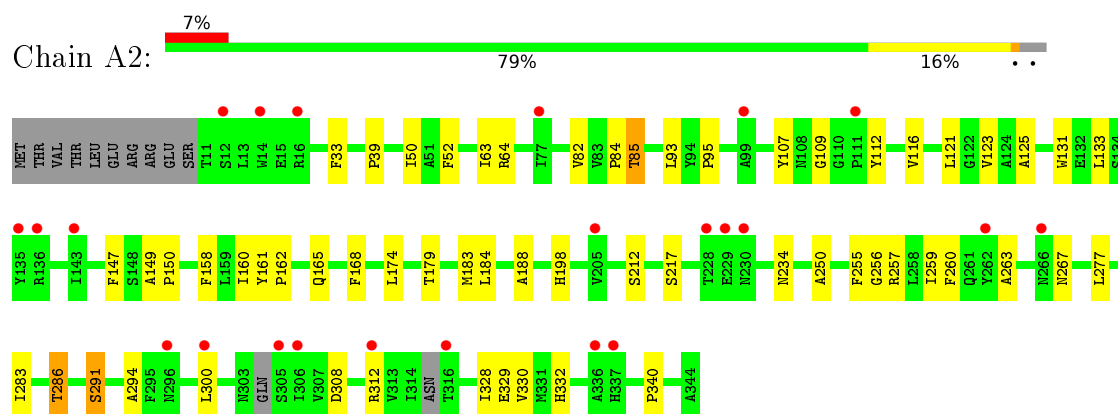 7%
Chain A2:
79% 16% • •
MET THR VAL THR LEU GLU ARG ARG GLU SER T11 S12 L13 W14 E15 R16 F33 P39 I50 A51 F52 I63 R64 I77 V82 V83 P84 T85 L93 Y94 P95 A99 Y107 N108 G109 G110 P111 Y112 V116 L121 G122 V123 A124 A125 W131 E132 L133 S134
Y135 R136 I143 F147 S148 A149 P150 F158 L159 I160 Y161 P162 Q165 F168 L174 T179 M183 L184 A188 H198 V205 S212 S217 T228 E229 N230 N234 A250 F255 G256 R257 L258 I259 F260 Q261 Y262 A263 N266 N267 L277
I283 T286 S291 A294 F295 N296 L300 N303 GLN S305 I306 V307 D308 R312 V313 I314 ASN T316 I328 E329 V330 M331 H332 A336 H337 P340 A344